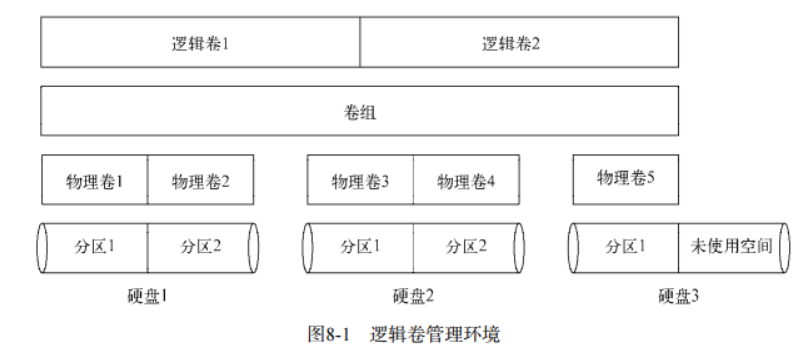 逻辑卷1 逻辑卷2
卷组
物理卷1 物理卷2 物理卷3 物理卷4 物理卷5
分区1 分区2 分区1 分区2 分区1 未使用空间
硬盘1 硬盘2 硬盘3
图8-1 逻辑卷管理环境